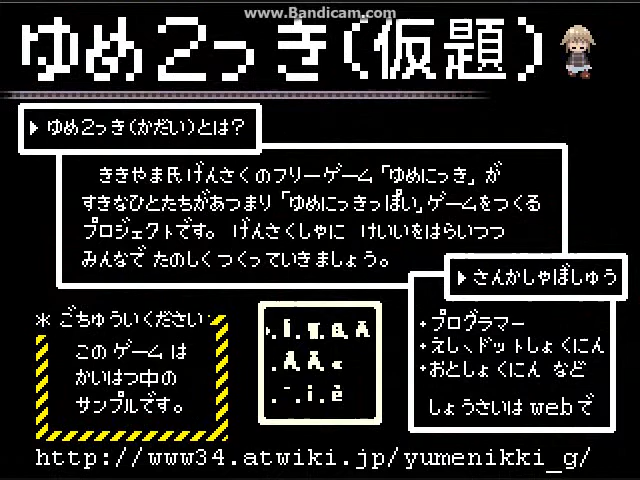 www.Bandicam.com
ゆめ2っき(仮題)
ゆめ2っき(かだい)とは?
ききやま氏げんさくのフリーゲーム「ゆめにっき」が
すきなひとたちがあつまり「ゆめにっきっぽい」ゲームをつくる
プロジェクトです。 げんさくしゃに けいいをはらいつつ
みんなで たのしくつくっていきましょう。
さんかしゃぼしゅう
・プログラマー
・えし、ドットしょくにん
・おとしょくにん など
しょうさいは webで
※ ごちゅういください
この ゲーム は
かいはつ中の
サンプルです。
http://www34.atwiki.jp/yumenikki_g/